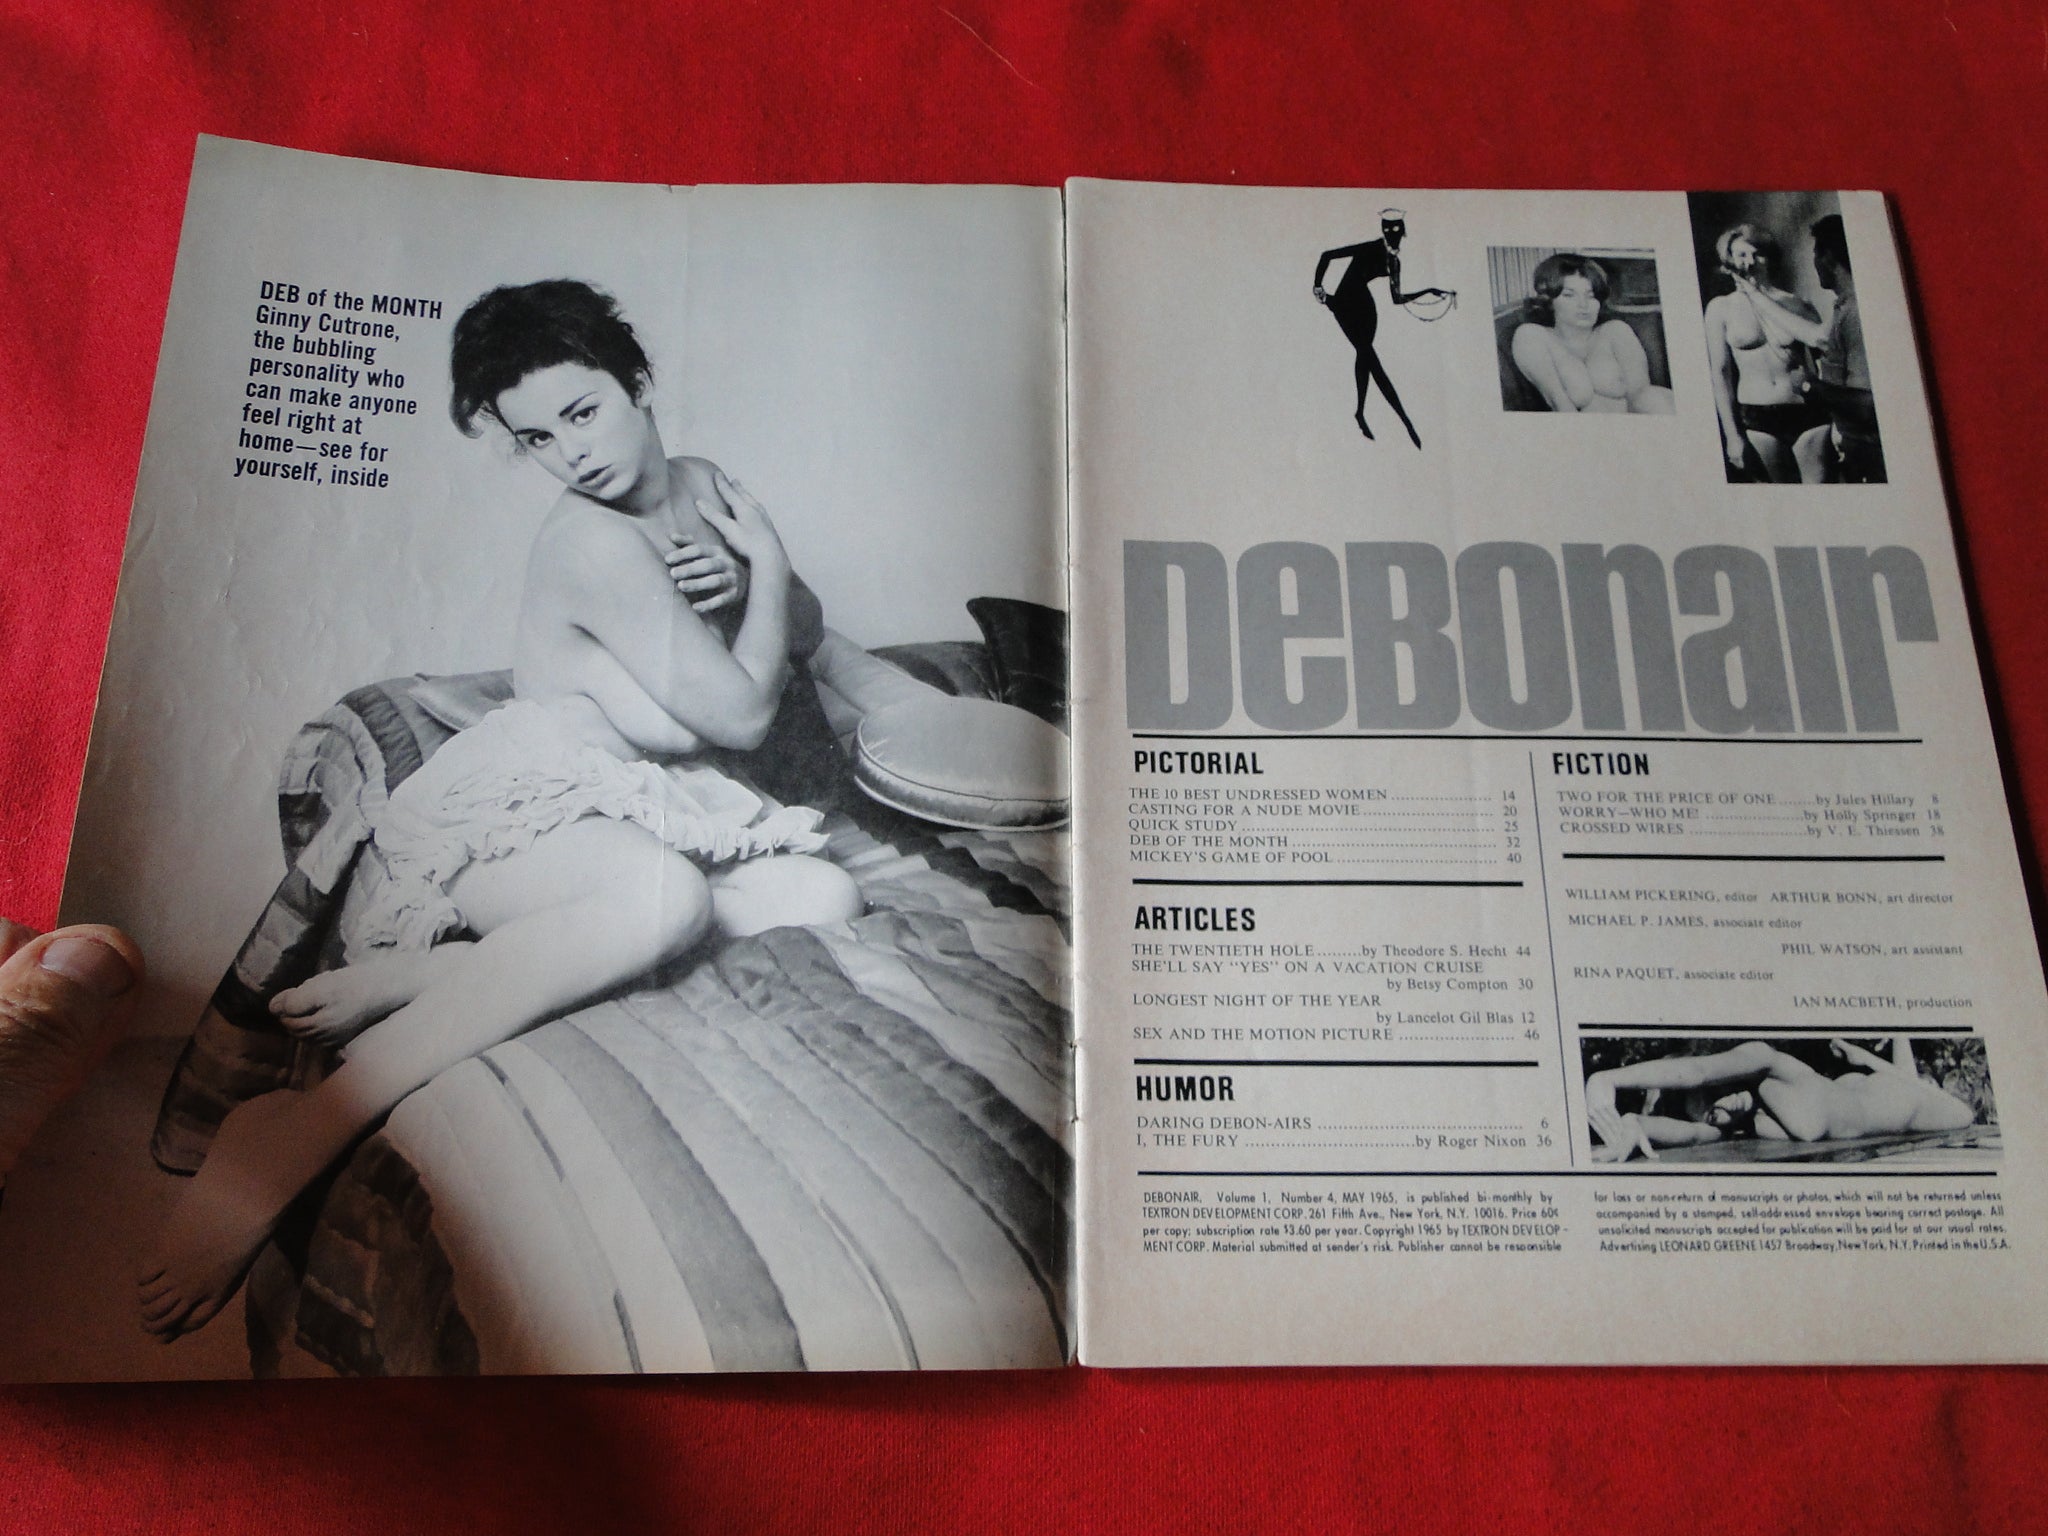 DEB of the MONTH
Ginny Cutrone,
the bubbling
personality who
can make anyone
feel right at
home—see for
yourself, inside
DEBONAIR
PICTORIAL
THE 10 BEST UNDRESSED WOMEN ..................... 14
CASTING FOR A NUDE MOVIE ........................... 20
QUICK STUDY ..................................................... 25
DEB OF THE MONTH .......................................... 32
MICKEY'S GAME OF POOL .................................. 40
ARTICLES
THE TWENTIETH HOLE .........by Theodore S. Hecht 44
SHE'LL SAY "YES" ON A VACATION CRUISE
by Betsy Compton 30
LONGEST NIGHT OF THE YEAR
by Lancelot Gil Blas 12
SEX AND THE MOTION PICTURE ........................ 46
HUMOR
DARING DEBON-AIRS ........................................... 6
I, THE FURY ...................................by Roger Nixon 36
FICTION
TWO FOR THE PRICE OF ONE .......by Jules Hillary 8
WORRY—WHO ME! ....................by Holly Springer 18
CROSSED WIRES .........................by V. E. Thiessen 38
WILLIAM PICKERING, editor ARTHUR BONN, art director
MICHAEL P. JAMES, associate editor
PHIL WATSON, art assistant
RINA PAQUET, associate editor
IAN MACBETH, production
DEBONAIR, Volume 1, Number 4, MAY 1965, is published bi-monthly by
TEXTRON DEVELOPMENT CORP. 261 Fifth Ave., New York, N.Y. 10016. Price 60¢
per copy; subscription rate $3.60 per year. Copyright 1965 by TEXTRON DEVELOP-
MENT CORP. Material submitted at sender's risk. Publisher cannot be responsible
for loss or non-return of manuscripts or photos, which will not be returned unless
accompanied by a stamped, self-addressed envelope bearing correct postage. All
unsolicited manuscripts accepted for publication will be paid for at our usual rates.
Advertising LEONARD GREENE 1457 Broadway, New York, N.Y. Printed in the U.S.A.